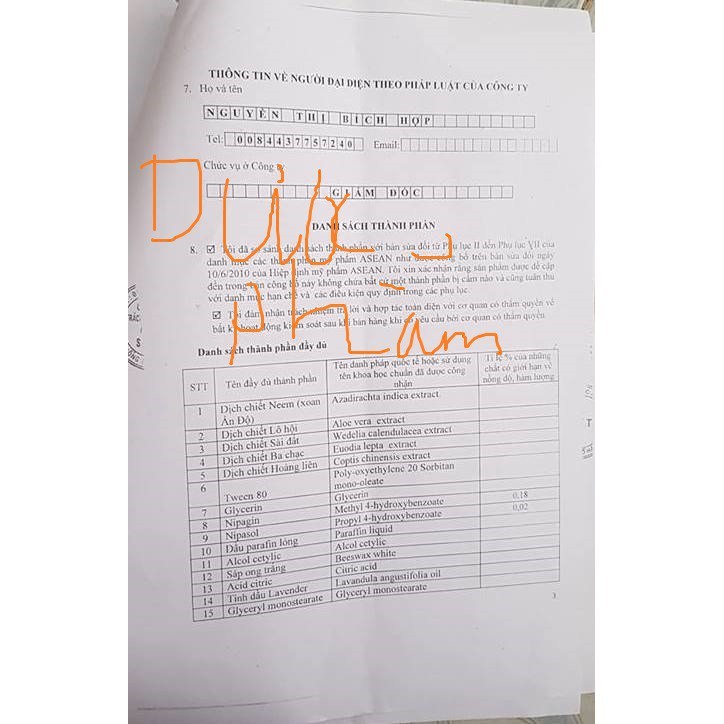 THÔNG TIN VỀ NGƯỜI ĐẠI DIỆN THEO PHÁP LUẬT CỦA CÔNG TY
7. Họ và tên
NGUYỄN THỊ BÍCH HỢP
Tel: 0084437757240 Email:
Chức vụ ở Công ty
GIÁM ĐỐC
Dược phẩm
DANH SÁCH THÀNH PHẦN
8. ☑ Tôi đã so sánh danh sách thành phần với bản sửa đổi từ Phụ lục II đến Phụ lục VII của
danh mục các thành phần mỹ phẩm ASEAN như được công bố trên bản sửa đổi ngày
10/6/2010 của Hiệp định mỹ phẩm ASEAN. Tôi xin xác nhận rằng sản phẩm được đề cập
đến trong bản công bố này không chứa bất cứ một thành phần bị cấm nào và cũng tuân thủ
với danh mục hạn chế và các điều kiện quy định trong các phụ lục.
☑ Tôi đảm nhận trách nhiệm trả lời và hợp tác toàn diện với cơ quan có thẩm quyền về
bất kỳ hoạt động kiểm soát sau khi bán hàng khi có yêu cầu bởi cơ quan có thẩm quyền
Danh sách thành phần đầy đủ
STT Tên đầy đủ thành phần Tên danh pháp quốc tế hoặc sử dụng tên khoa học chuẩn đã được công nhận Tỉ lệ % của những chất có giới hạn về nồng độ, hàm lượng
1 Dịch chiết Neem (xoan Ấn Độ) Azadirachta indica extract
2 Dịch chiết Lô hội Aloe vera extract
3 Dịch chiết Sài đất Wedelia calendulacea extract
4 Dịch chiết Ba chạc Euodia lepta extract
5 Dịch chiết Hoàng liên Coptis chinensis extract
6 Tween 80 Poly-oxyethylene 20 Sorbitan mono-oleate
7 Glycerin Glycerin
8 Nipagin Methyl 4-hydroxybenzoate 0,18
9 Nipasol Propyl 4-hydroxybenzoate 0,02
10 Dầu parafin lỏng Paraffin liquid
11 Alcol cetylic Alcol cetylic
12 Sáp ong trắng Beeswax white
13 Acid citric Citric acid
14 Tinh dầu Lavender Lavandula angustifolia oil
15 Glyceryl monostearate Glyceryl monostearate
3